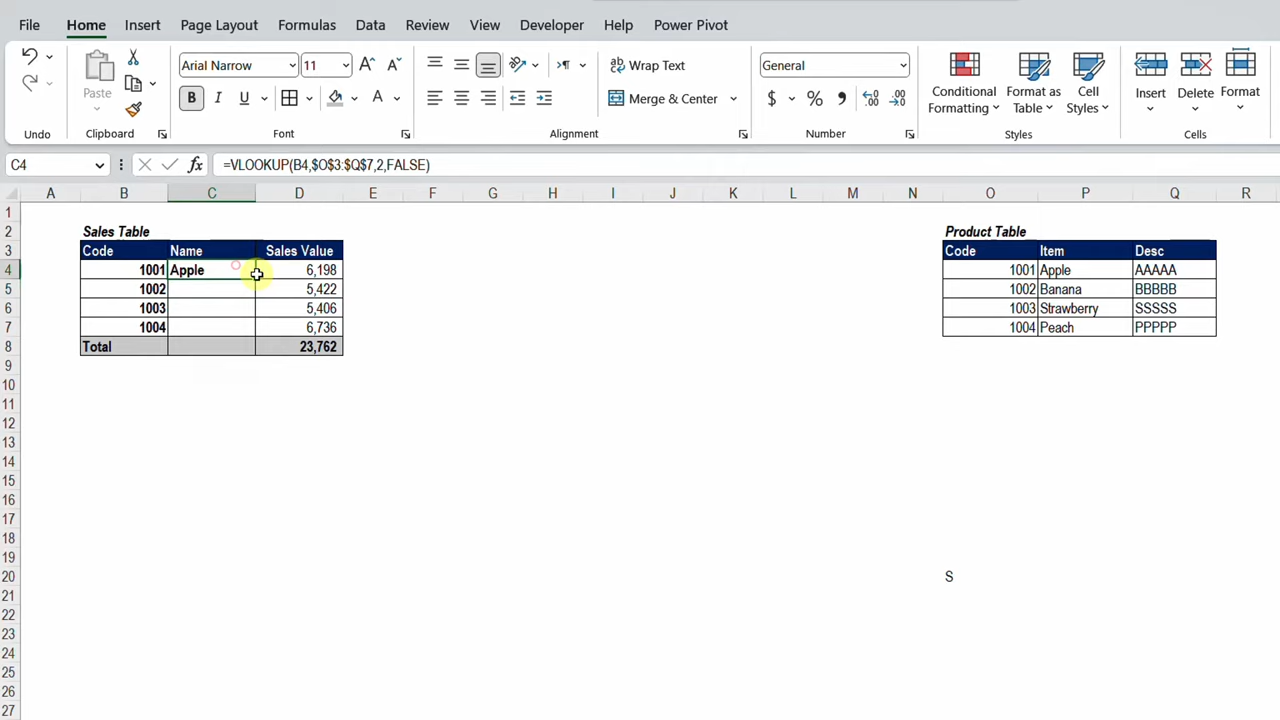 File Home Insert Page Layout Formulas Data Review View Developer Help Power Pivot
Paste
Arial Narrow 11 A A
B I U A
ab Wrap Text
Merge & Center
General
$ % , .00
Conditional Formatting
Format as Table
Cell Styles
Insert
Delete
Format
Undo Clipboard Font Alignment Number Styles Cells
C4 fx =VLOOKUP(B4,$O$3:$Q$7,2,FALSE)
A B C D E F G H I J K L M N O P Q R
1
2 Sales Table Product Table
3 Code Name Sales Value Code Item Desc
4 1001 Apple 6,198 1001 Apple AAAAA
5 1002 5,422 1002 Banana BBBBB
6 1003 5,406 1003 Strawberry SSSSS
7 1004 6,736 1004 Peach PPPPP
8 Total 23,762
9
10
11
12
13
14
15
16
17
18
19
20 S
21
22
23
24
25
26
27